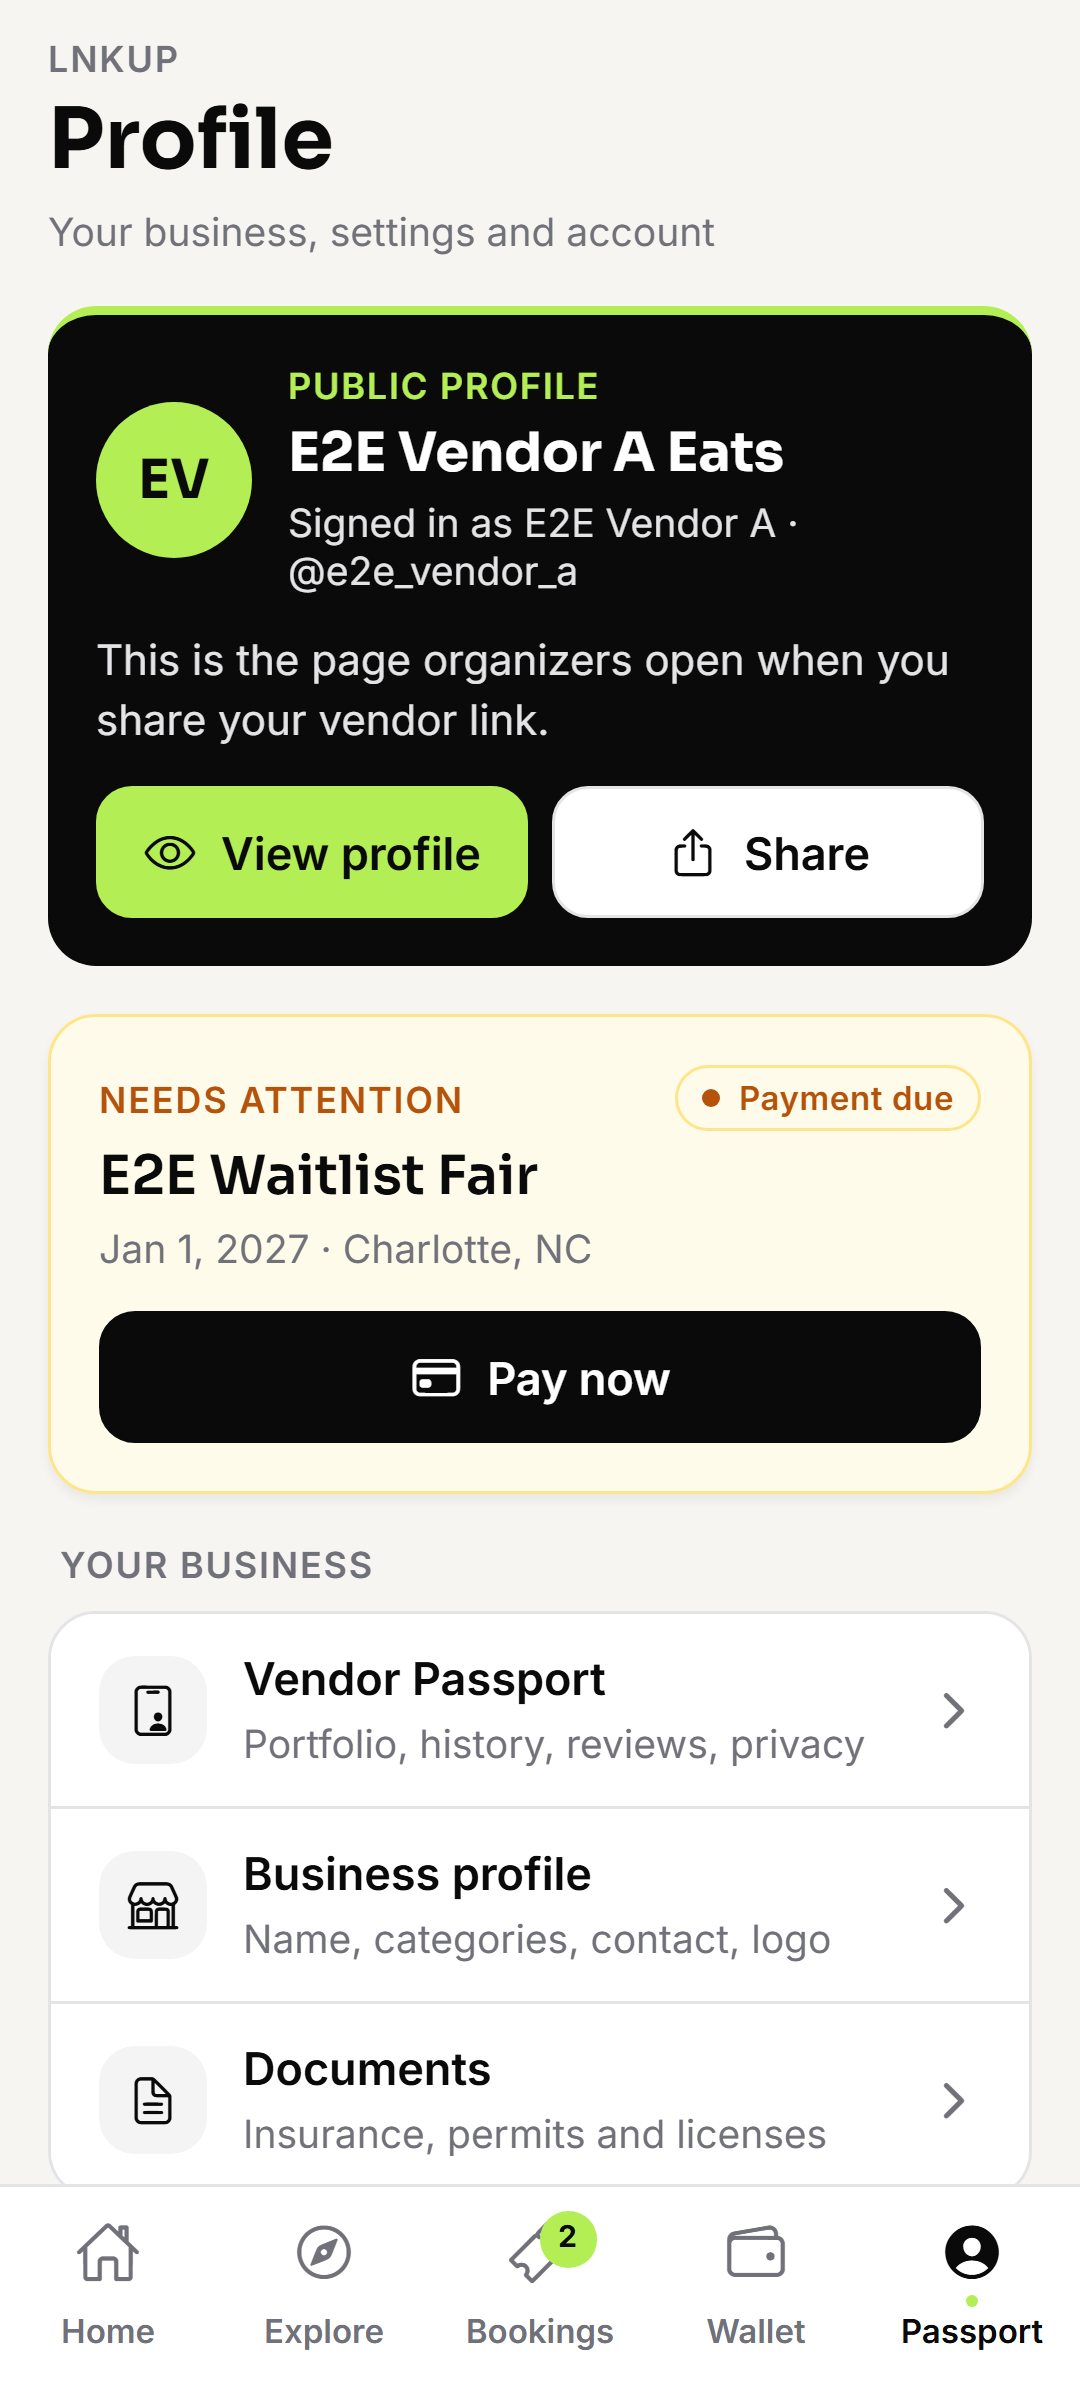 LNKUP
Profile
Your business, settings and account
PUBLIC PROFILE
EV
E2E Vendor A Eats
Signed in as E2E Vendor A ·
@e2e_vendor_a
This is the page organizers open when you
share your vendor link.
View profile
Share
NEEDS ATTENTION
Payment due
E2E Waitlist Fair
Jan 1, 2027 · Charlotte, NC
Pay now
YOUR BUSINESS
Vendor Passport
Portfolio, history, reviews, privacy
Business profile
Name, categories, contact, logo
Documents
Insurance, permits and licenses
2
Home
Explore
Bookings
Wallet
Passport